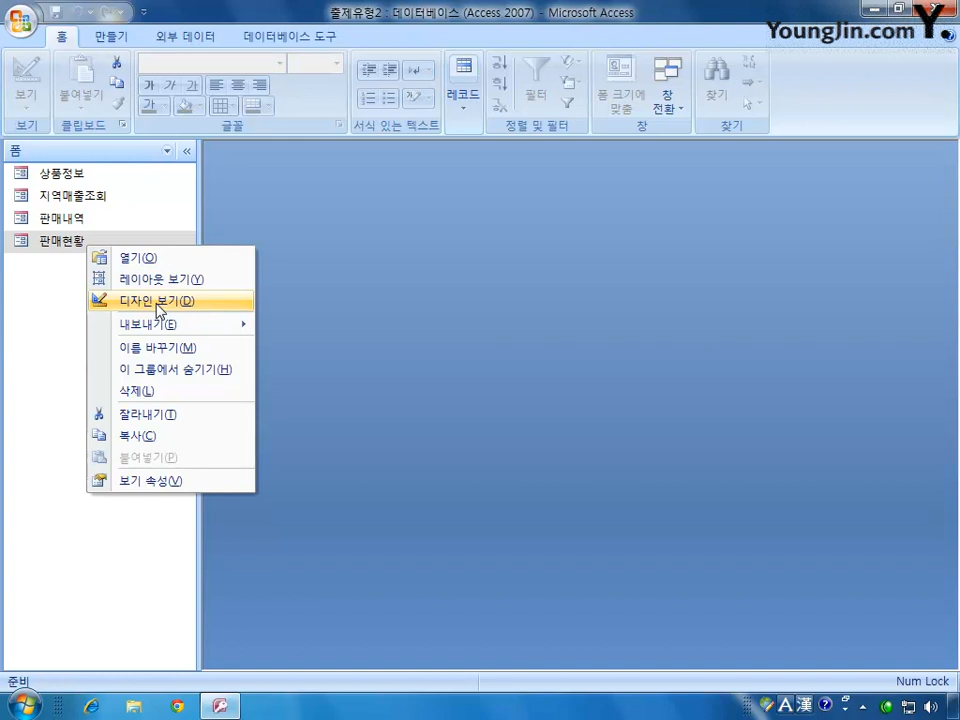 출제유형2 : 데이터베이스 (Access 2007) - Microsoft Access
YoungJin.com Y.
홈 만들기 외부 데이터 데이터베이스 도구
보기
붙여넣기
가 가 가
가
레코드
필터
폼 크기에 맞춤
창 전환
찾기
보기 클립보드 글꼴 서식 있는 텍스트 정렬 및 필터 창 찾기
폼
상품정보
지역매출조회
판매내역
판매현황
열기(O)
레이아웃 보기(Y)
디자인 보기(D)
내보내기(E)
이름 바꾸기(M)
이 그룹에서 숨기기(H)
삭제(L)
잘라내기(T)
복사(C)
붙여넣기(P)
보기 속성(V)
준비
Num Lock
A 漢